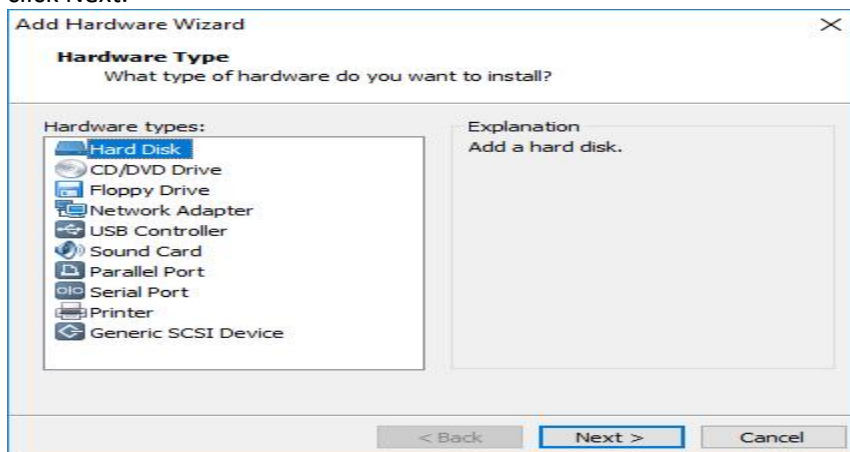 click Next.
Add Hardware Wizard
Hardware Type
What type of hardware do you want to install?
Hardware types:
Hard Disk
CD/DVD Drive
Floppy Drive
Network Adapter
USB Controller
Sound Card
Parallel Port
Serial Port
Printer
Generic SCSI Device
Explanation
Add a hard disk.
< Back
Next >
Cancel